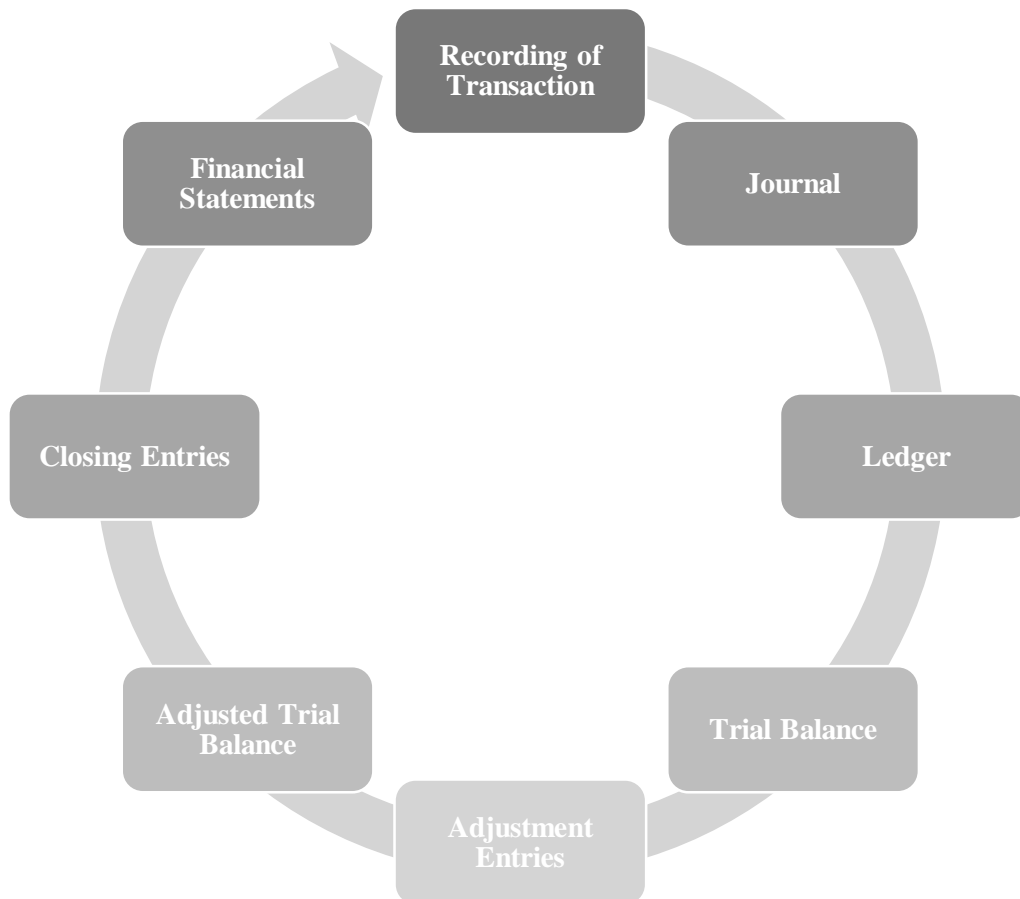 Recording of
Transaction
Journal
Ledger
Trial Balance
Adjustment
Entries
Adjusted Trial
Balance
Closing Entries
Financial
Statements